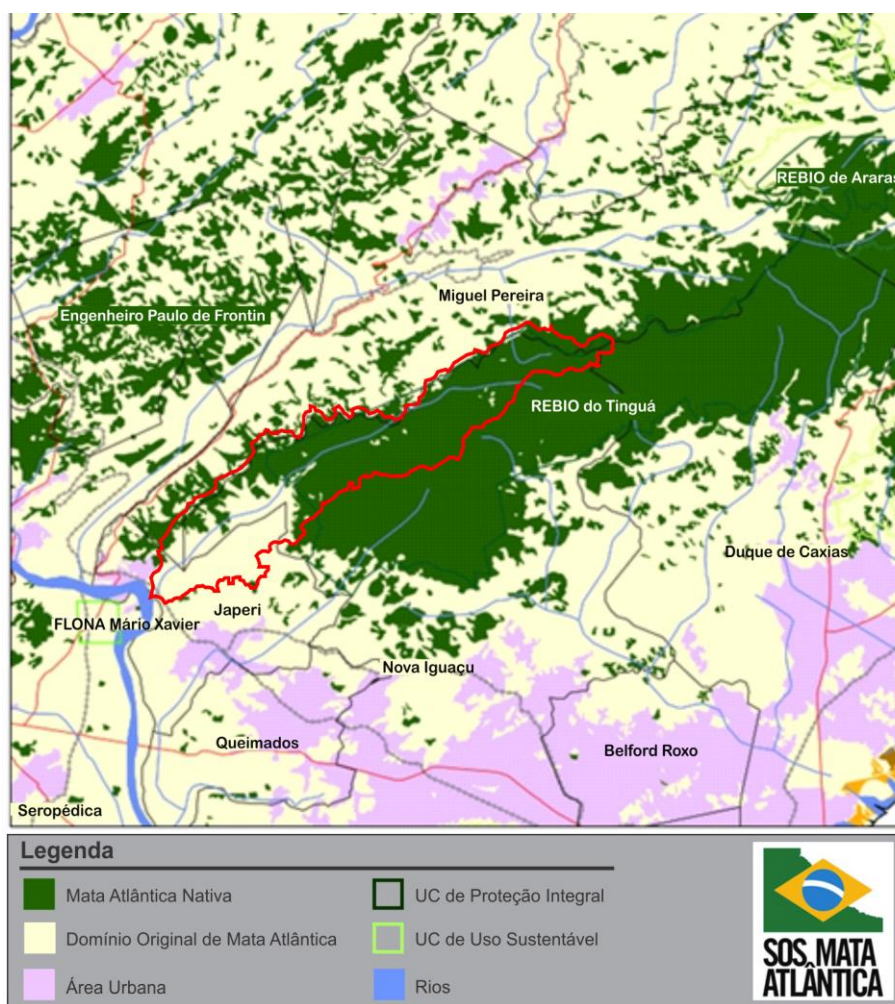 REBIO de Araras
Miguel Pereira
Engenheiro Paulo de Frontin
REBIO do Tinguá
Duque de Caxias
Japeri
FLONA Mário Xavier
Nova Iguaçu
Queimados
Belford Roxo
Seropédica
Legenda
Mata Atlântica Nativa
UC de Proteção Integral
Domínio Original de Mata Atlântica
UC de Uso Sustentável
Área Urbana
Rios
SOS MATA
ATLÂNTICA